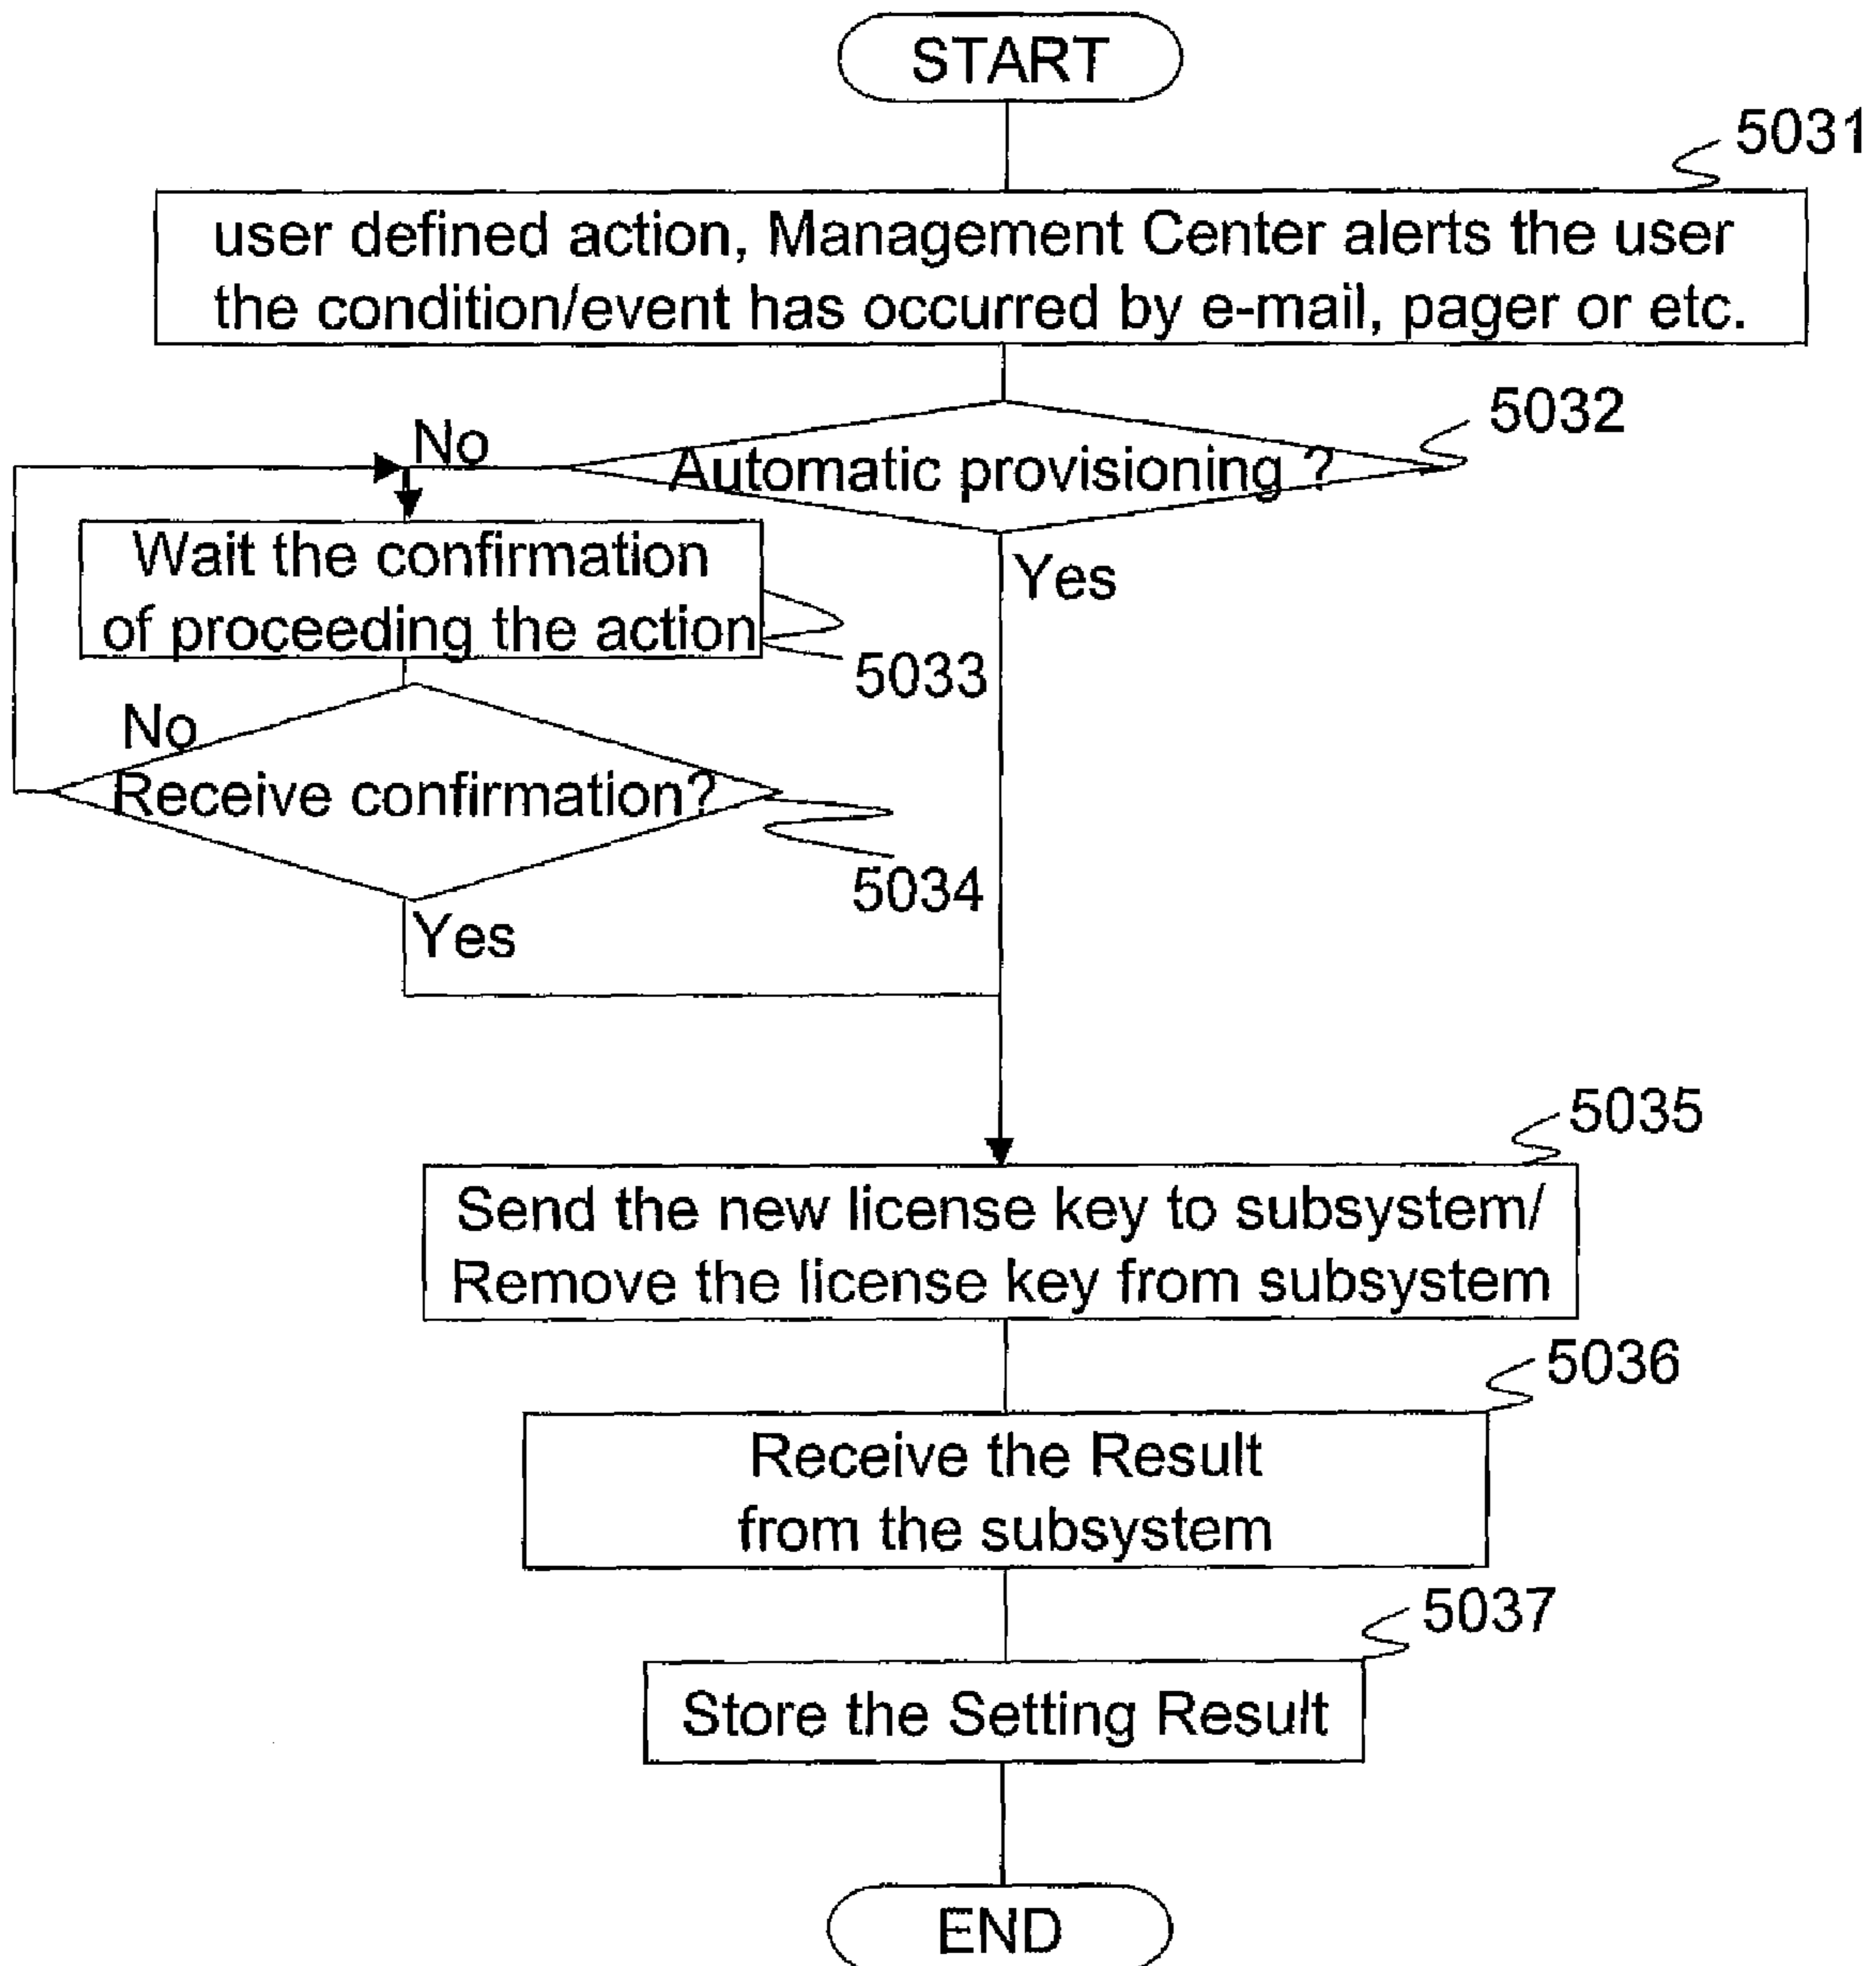 START
5031
user defined action, Management Center alerts the user
the condition/event has occurred by e-mail, pager or etc.
5032
No
Automatic provisioning ?
Yes
Wait the confirmation
of proceeding the action
5033
No
Receive confirmation?
5034
Yes
5035
Send the new license key to subsystem/
Remove the license key from subsystem
5036
Receive the Result
from the subsystem
5037
Store the Setting Result
END